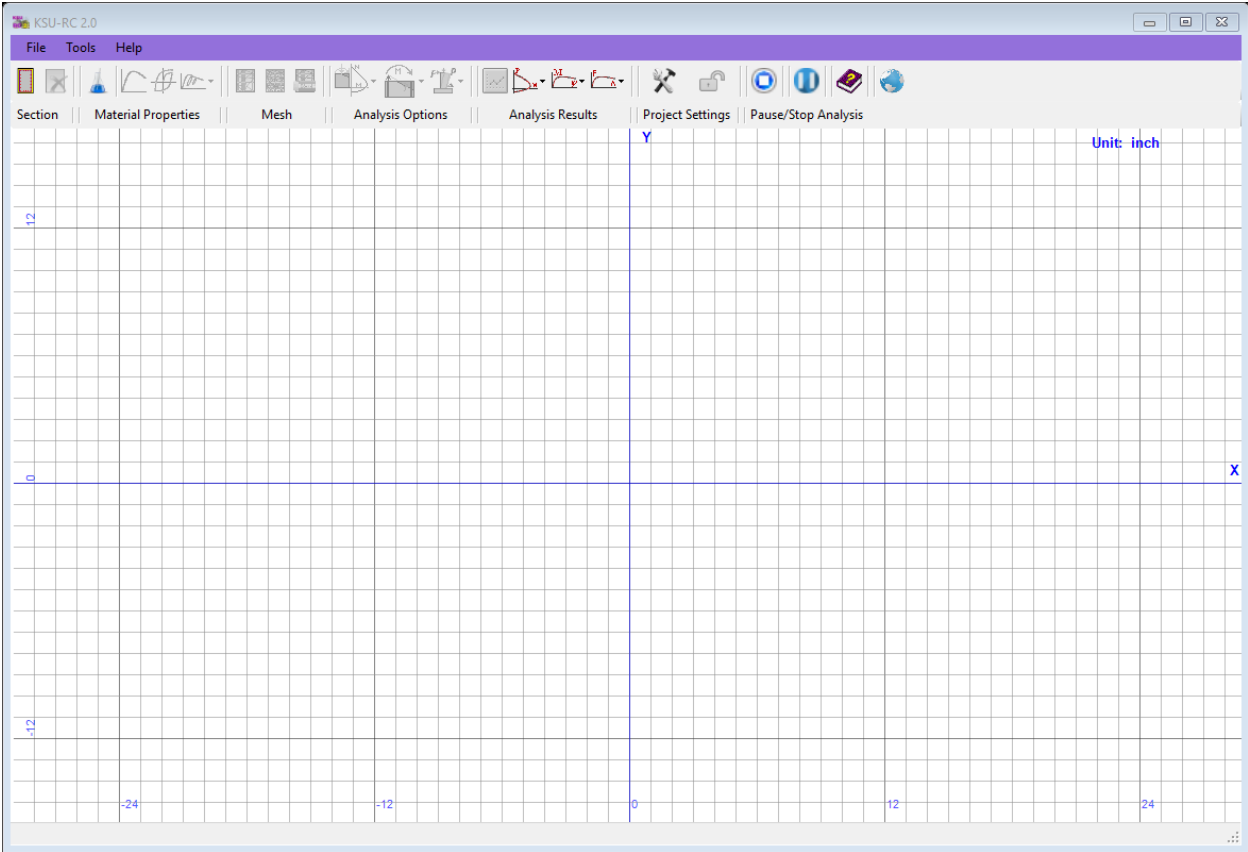 KSU-RC 2.0
File Tools Help
Section Material Properties Mesh Analysis Options Analysis Results Project Settings Pause/Stop Analysis
Y
Unit: inch
12
X
0
-12
-24 -12 0 12 24